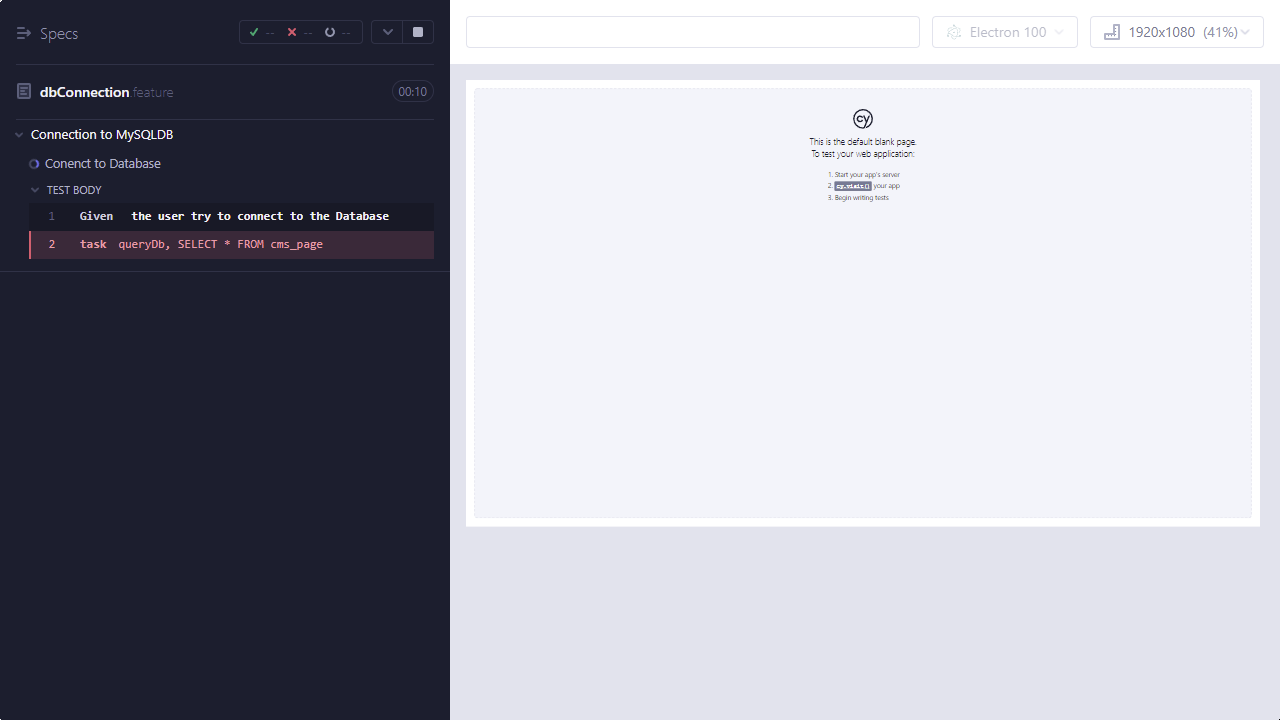 Specs
-- -- --
dbConnection.feature 00:10
Connection to MySQLDB
Conenct to Database
TEST BODY
1 Given the user try to connect to the Database
2 task queryDb, SELECT * FROM cms_page
Electron 100
1920x1080 (41%)
cy
This is the default blank page.
To test your web application:
1. Start your app's server
2. cy.visit() your app
3. Begin writing tests